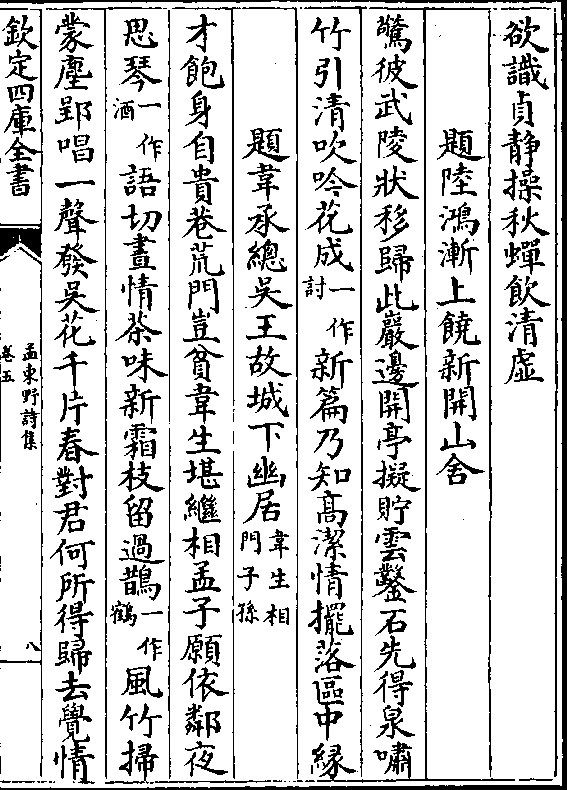 欲識貞静操秋蟬飲清虛
題陸鴻漸上饒新開山舍
驚彼武陵狀移歸此巖邊開亭擬貯雲鑿石先得泉嘯
竹引清吹吟花成一作討新篇乃知高潔情擺落區中緣
題韋承總吳王故城下幽居韋生相門子孫
才飽身自貴巷荒門豈貧韋生堪繼相孟子願依鄰夜
思琴一作酒語切晝情茶味新霜枝留過鵲一作鶴風竹掃
蒙塵郢唱一聲發吳花千片春對君何所得歸去覺情
欽定四庫全書
孟東野詩集
卷五
八